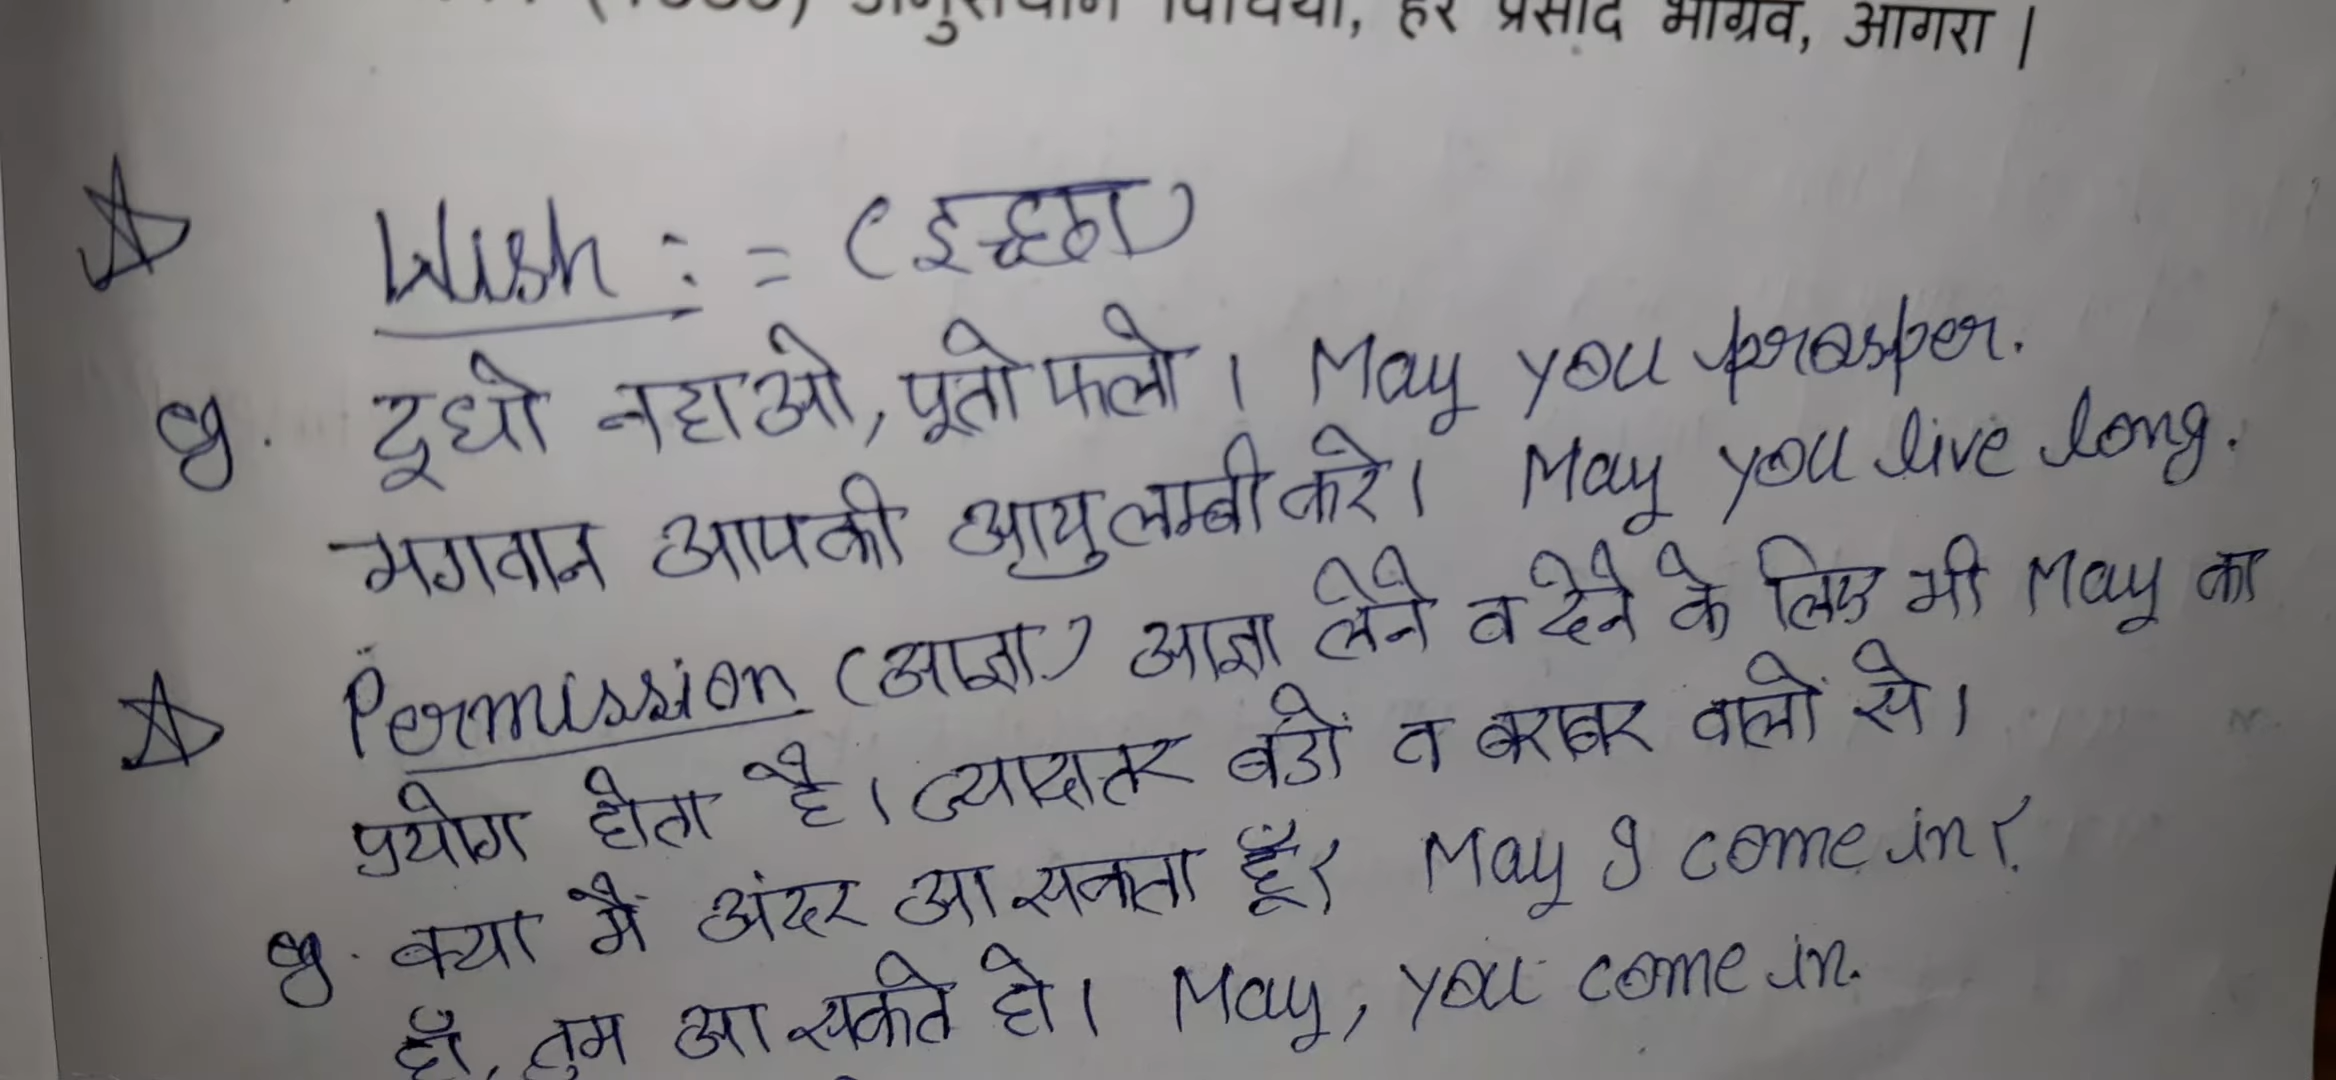 अनुसंधान विधियाँ, हर प्रसाद भार्गव, आगरा |
Wish : = (इच्छा)
eg. दूधो नहाओ, पूतो फलो । May you prosper.
भगवान आपकी आयु लम्बी करे । May you live long.
Permission (आज्ञा) आज्ञा लेने व देने के लिए भी May का
प्रयोग होता है । ज्यादातर बडों व बराबर वालों से ।
eg. क्या मैं अंदर आ सकता हूँ? May I come in?
हाँ, तुम आ सकते हो । May, you come in.